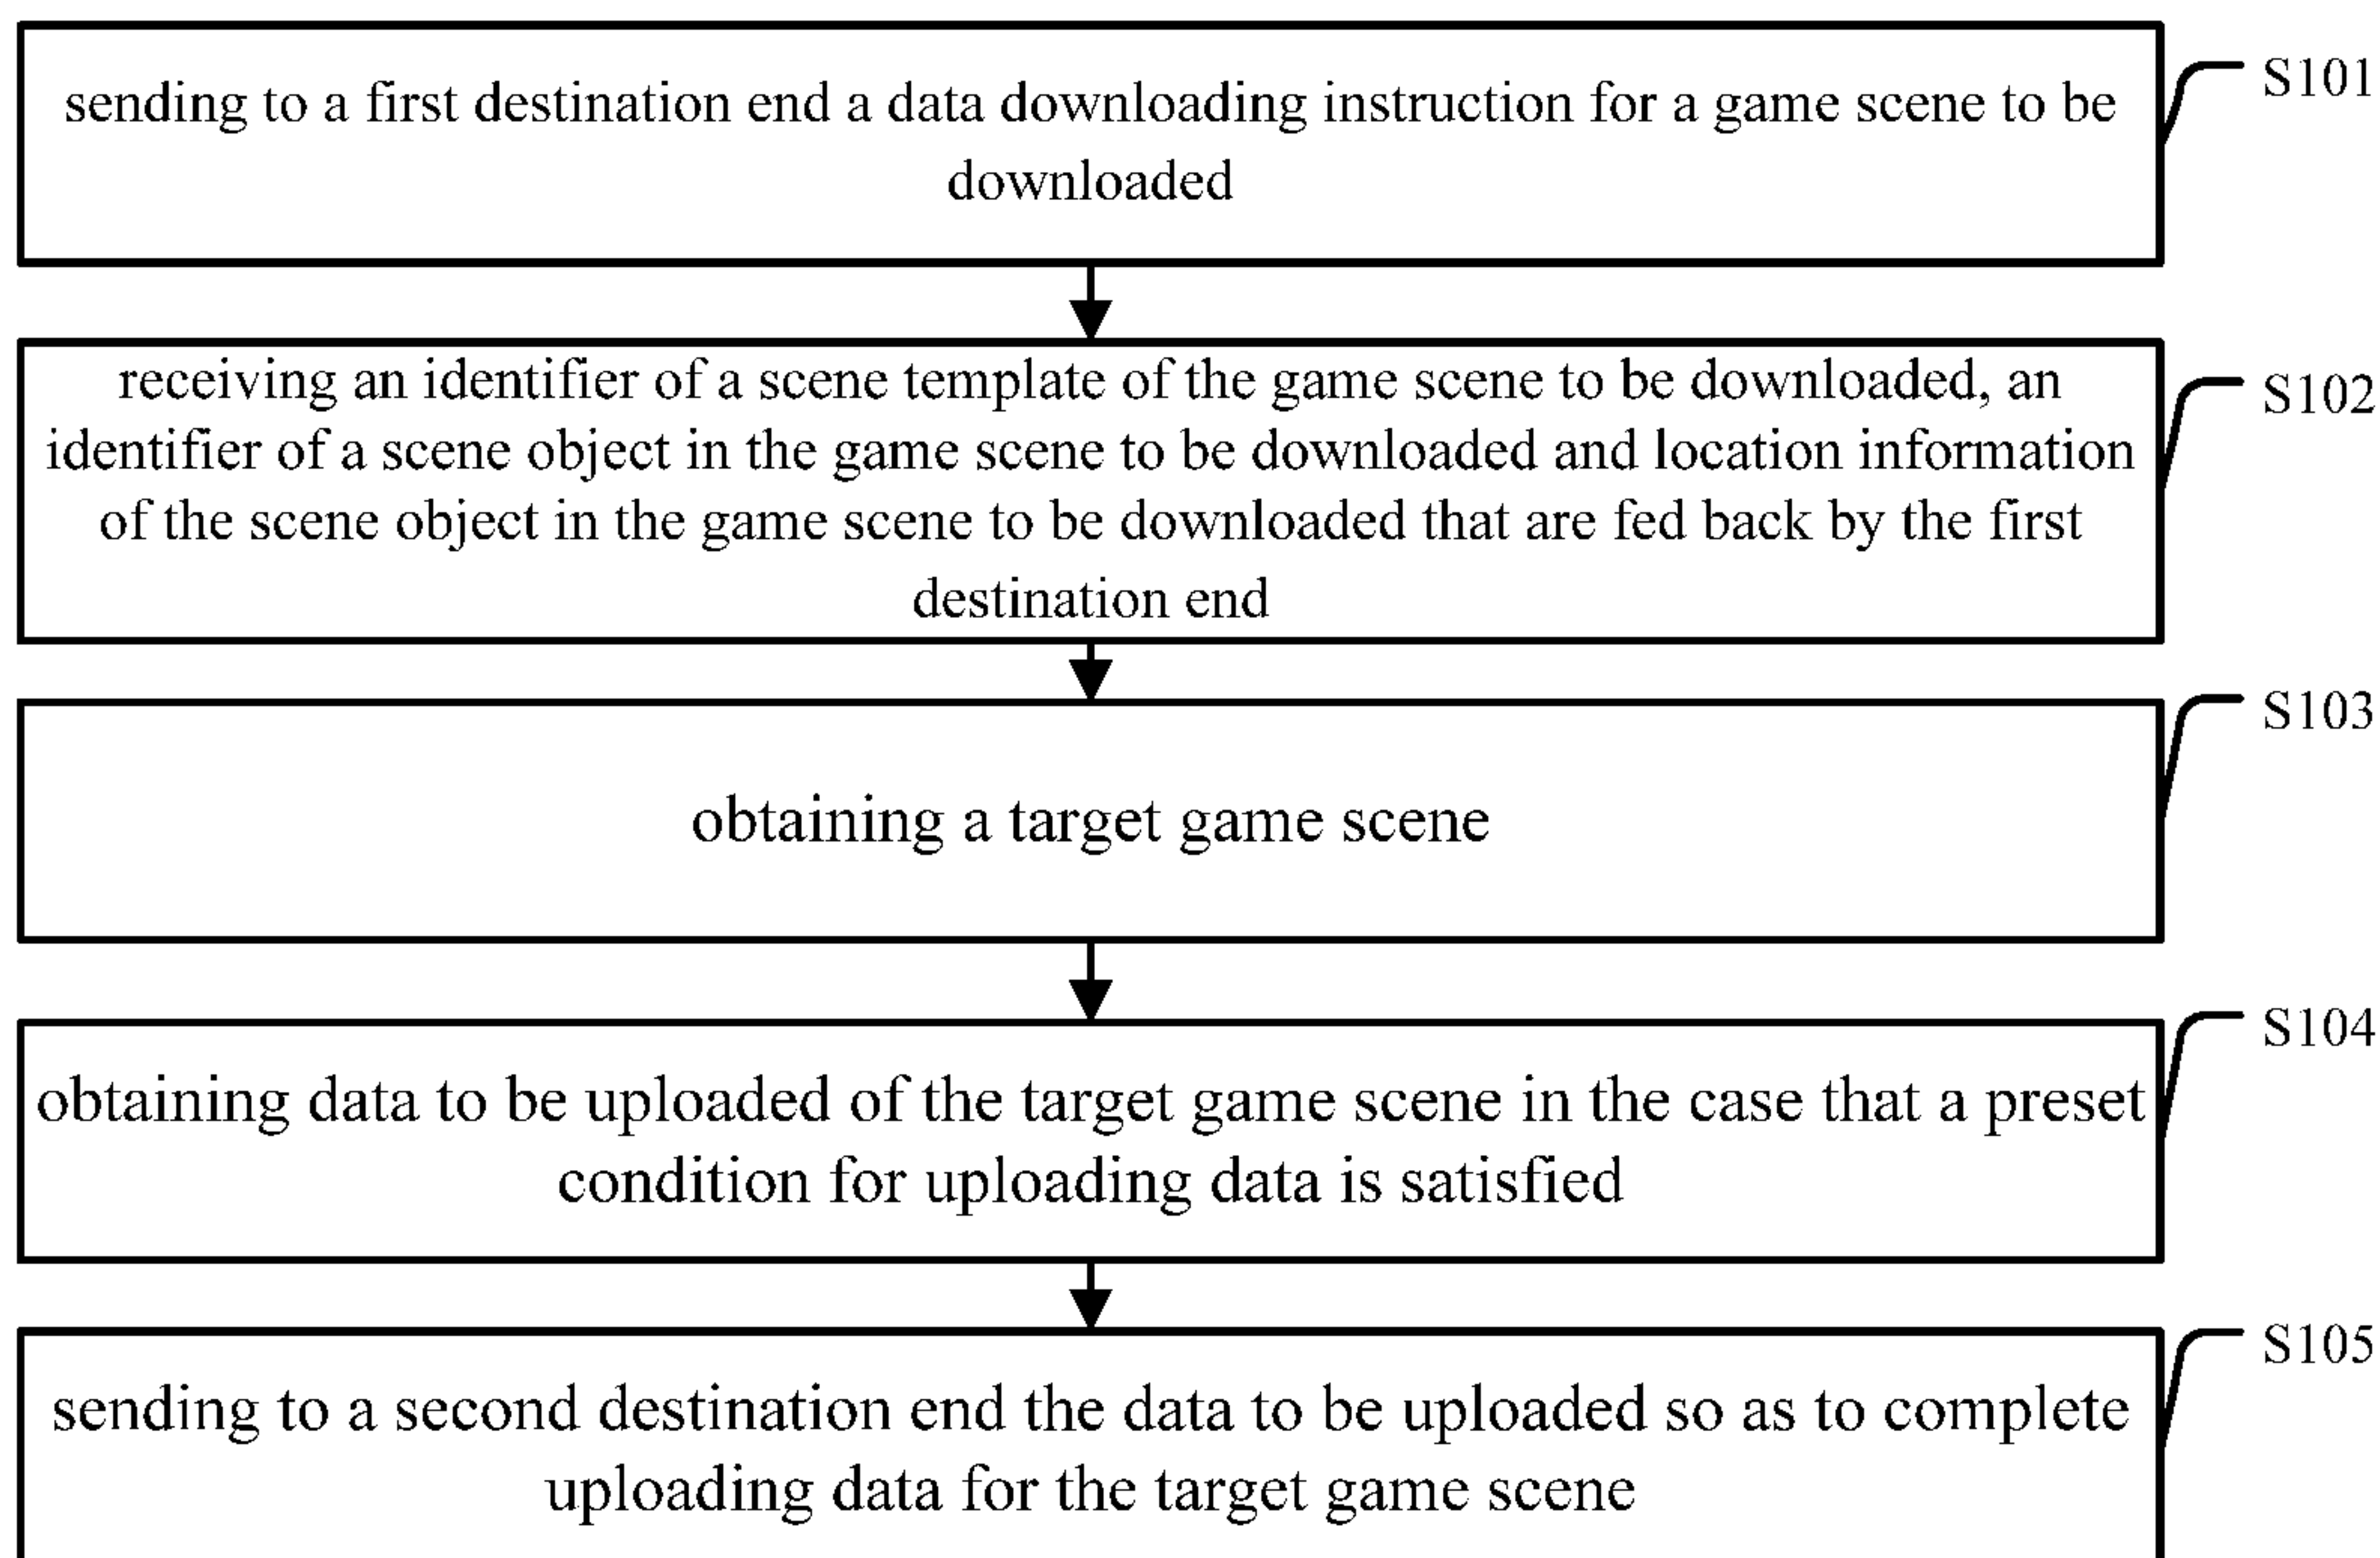 sending to a first destination end a data downloading instruction for a game scene to be
downloaded
S101
receiving an identifier of a scene template of the game scene to be downloaded, an
identifier of a scene object in the game scene to be downloaded and location information
of the scene object in the game scene to be downloaded that are fed back by the first
destination end
S102
obtaining a target game scene
S103
obtaining data to be uploaded of the target game scene in the case that a preset
condition for uploading data is satisfied
S104
sending to a second destination end the data to be uploaded so as to complete
uploading data for the target game scene
S105